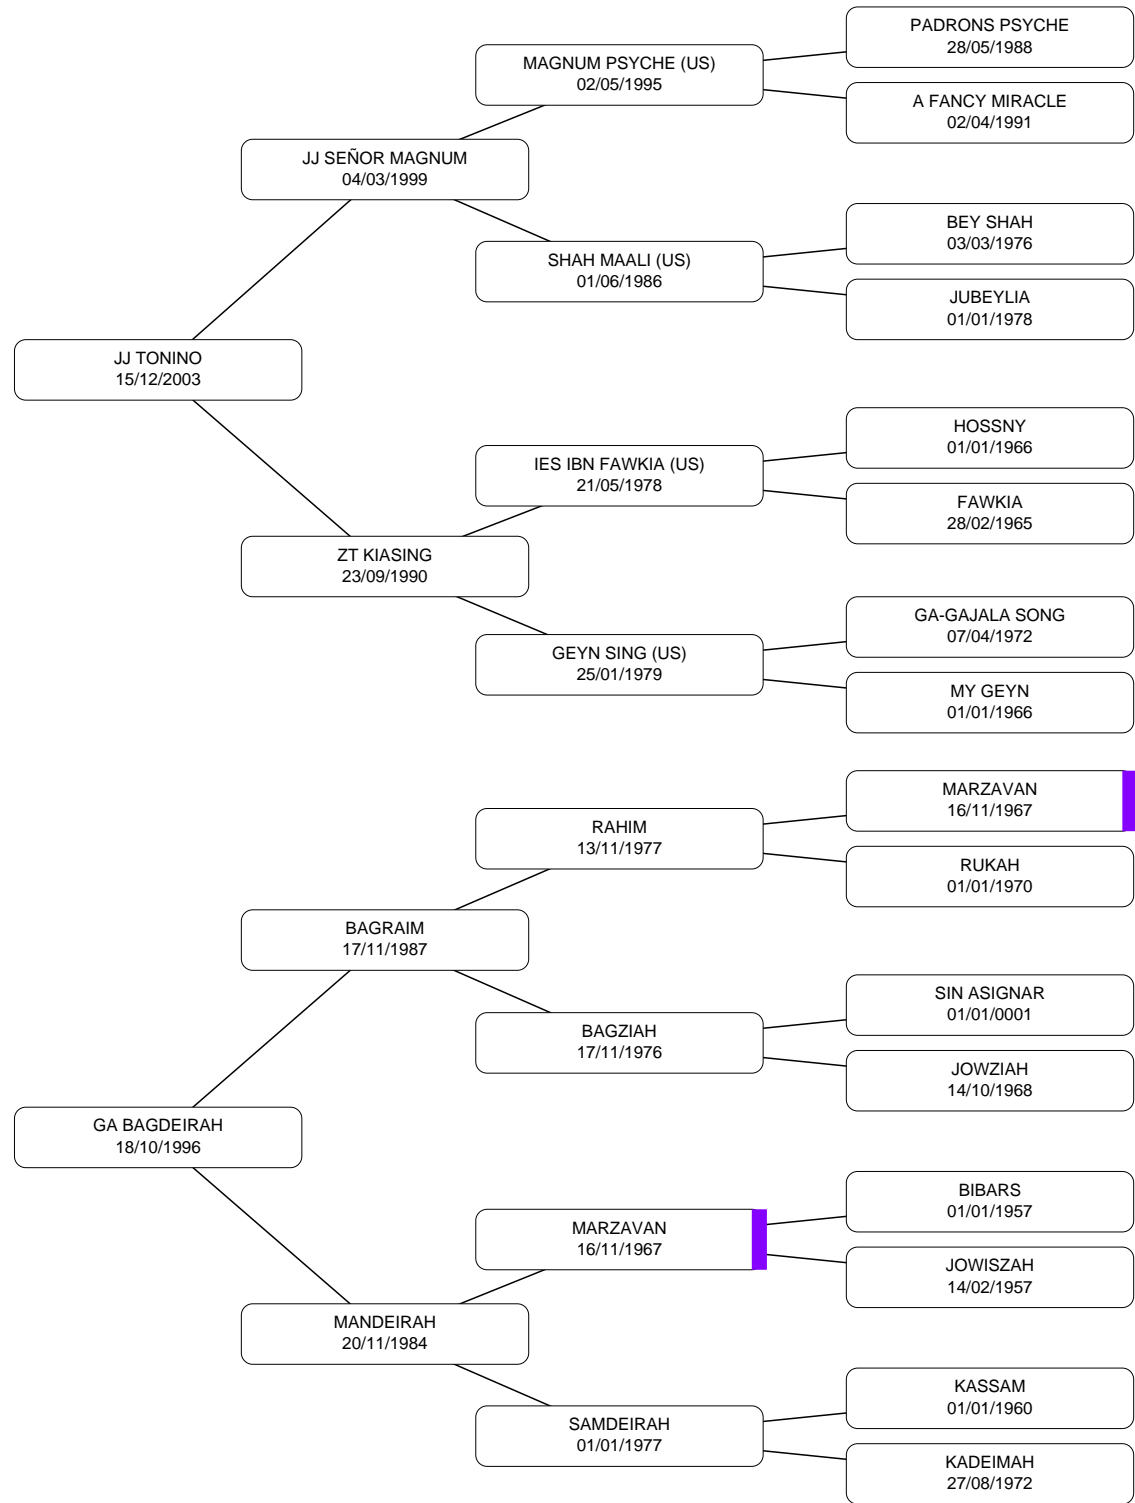 PADRONS PSYCHE
28/05/1988
MAGNUM PSYCHE (US)
02/05/1995
A FANCY MIRACLE
02/04/1991
JJ SEÑOR MAGNUM
04/03/1999
BEY SHAH
03/03/1976
SHAH MAALI (US)
01/06/1986
JUBEYLIA
01/01/1978
JJ TONINO
15/12/2003
HOSSNY
01/01/1966
IES IBN FAWKIA (US)
21/05/1978
FAWKIA
28/02/1965
ZT KIASING
23/09/1990
GA-GAJALA SONG
07/04/1972
GEYN SING (US)
25/01/1979
MY GEYN
01/01/1966
MARZAVAN
16/11/1967
RAHIM
13/11/1977
RUKAH
01/01/1970
BAGRAIM
17/11/1987
SIN ASIGNAR
01/01/0001
BAGZIAH
17/11/1976
JOWZIAH
14/10/1968
GA BAGDEIRAH
18/10/1996
BIBARS
01/01/1957
MARZAVAN
16/11/1967
JOWISZAH
14/02/1957
MANDEIRAH
20/11/1984
KASSAM
01/01/1960
SAMDEIRAH
01/01/1977
KADEIMAH
27/08/1972